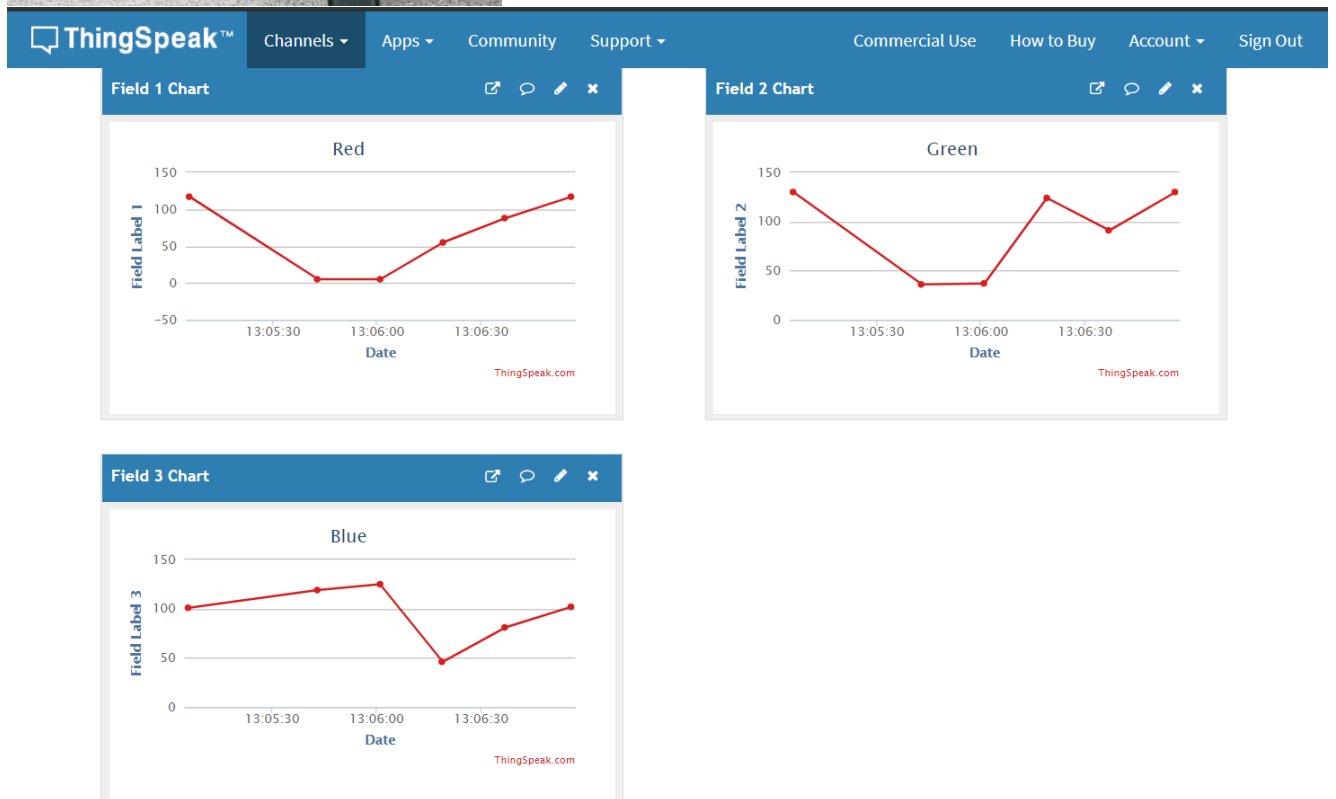 ThingSpeak™ Channels Apps Community Support Commercial Use How to Buy Account Sign Out
Field 1 Chart
Red
150
100
50
0
−50
Field Label 1
13:05:30 13:06:00 13:06:30
Date
ThingSpeak.com
Field 2 Chart
Green
150
100
50
0
Field Label 2
13:05:30 13:06:00 13:06:30
Date
ThingSpeak.com
Field 3 Chart
Blue
150
100
50
0
Field Label 3
13:05:30 13:06:00 13:06:30
Date
ThingSpeak.com